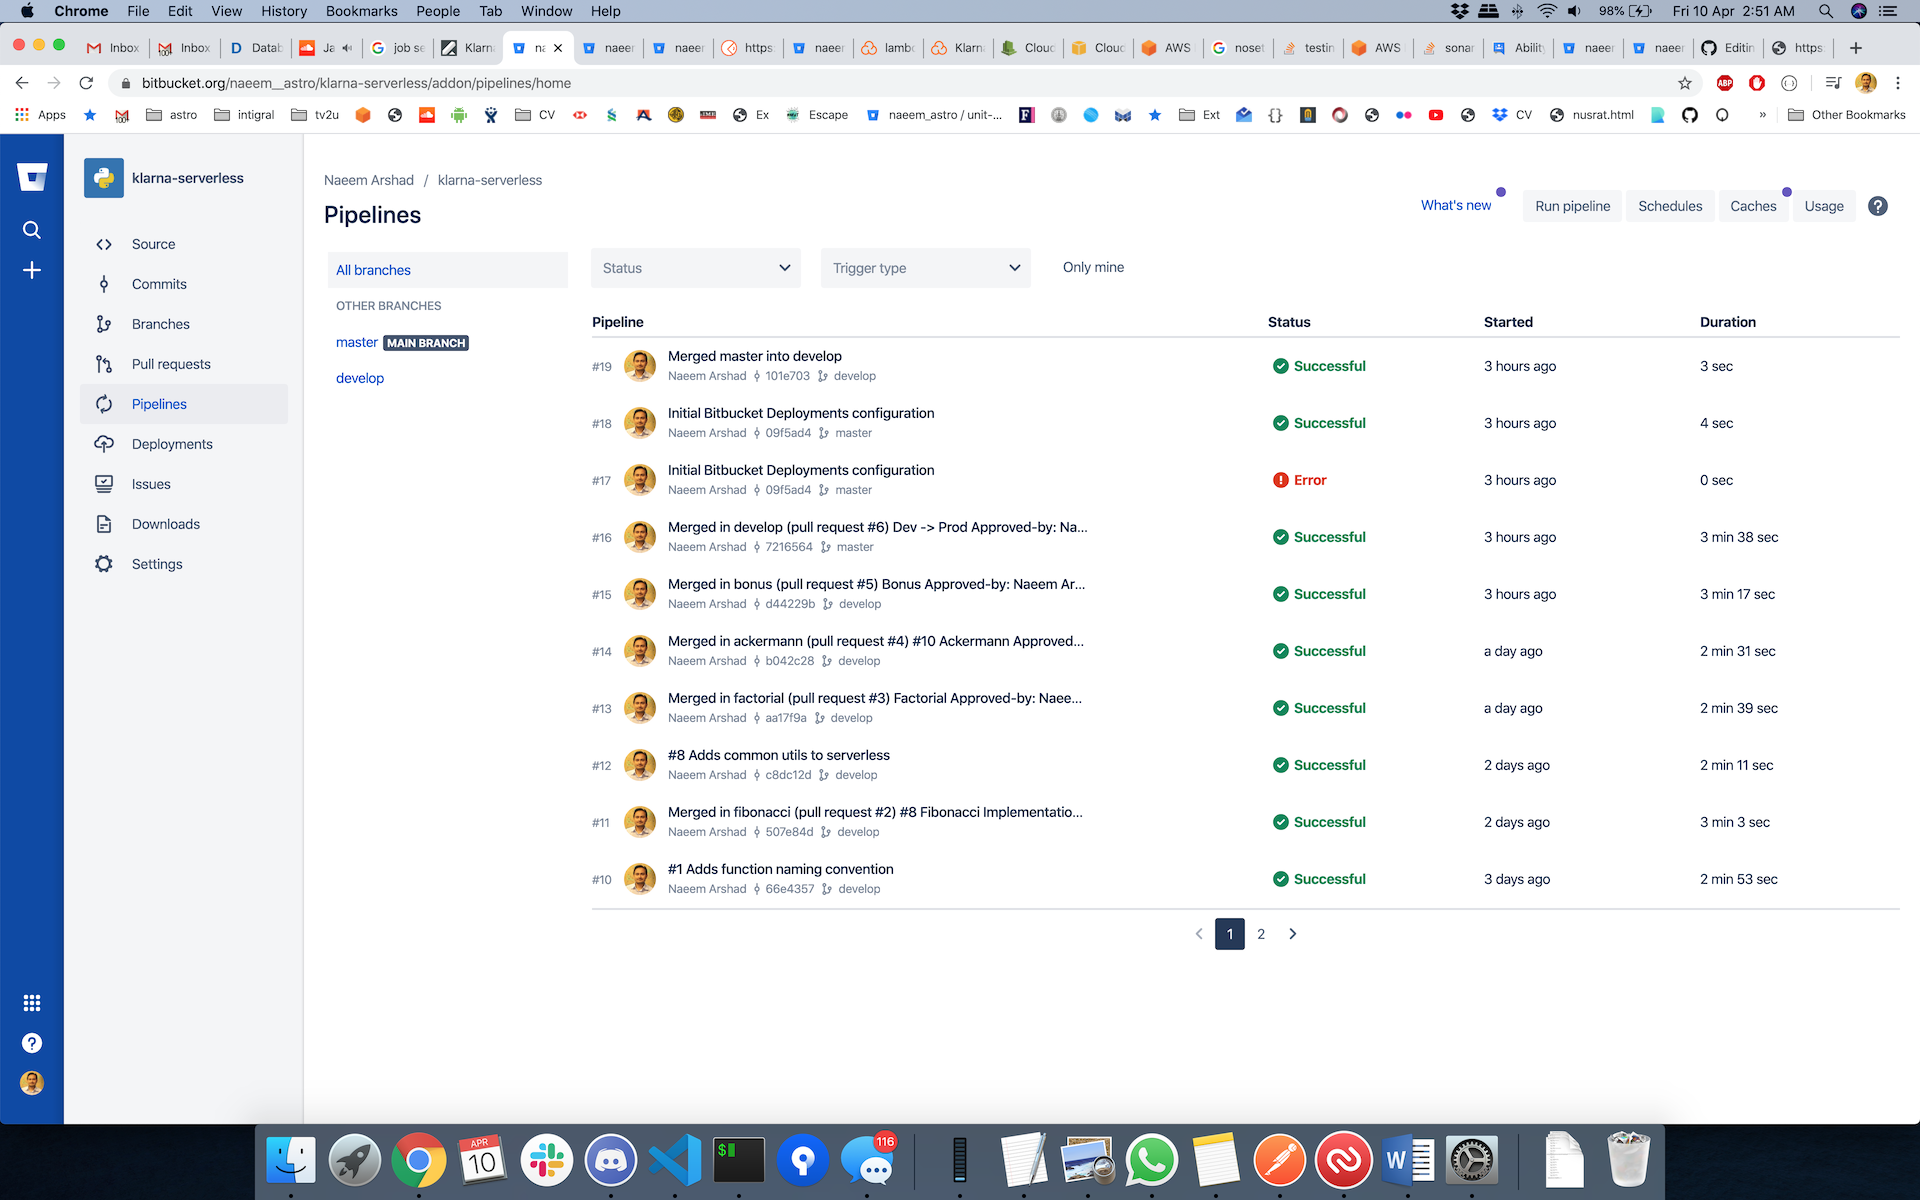 Chrome File Edit View History Bookmarks People Tab Window Help 98% Fri 10 Apr 2:51 AM
Inbox Inbox Datab Ja job se Klarn na naeer naeer https naeer lambo Klarn Cloud Clou AWS noset testin AWS sonar Ability naeer naeer Editin https
bitbucket.org/naeem__astro/klarna-serverless/addon/pipelines/home ABP
Apps astro intigral tv2u CV Ex Escape naeem_astro / unit-... Ext CV nusrat.html » Other Bookmarks
klarna-serverless
Source
Commits
Branches
Pull requests
Pipelines
Deployments
Issues
Downloads
Settings
Naeem Arshad / klarna-serverless
Pipelines
What's new Run pipeline Schedules Caches Usage ?
All branches
OTHER BRANCHES
master MAIN BRANCH
develop
Status Trigger type Only mine
Pipeline Status Started Duration
#19 Merged master into develop Successful 3 hours ago 3 sec
Naeem Arshad 101e703 develop
#18 Initial Bitbucket Deployments configuration Successful 3 hours ago 4 sec
Naeem Arshad 09f5ad4 master
#17 Initial Bitbucket Deployments configuration Error 3 hours ago 0 sec
Naeem Arshad 09f5ad4 master
#16 Merged in develop (pull request #6) Dev -> Prod Approved-by: Na... Successful 3 hours ago 3 min 38 sec
Naeem Arshad 7216564 master
#15 Merged in bonus (pull request #5) Bonus Approved-by: Naeem Ar... Successful 3 hours ago 3 min 17 sec
Naeem Arshad d44229b develop
#14 Merged in ackermann (pull request #4) #10 Ackermann Approved... Successful a day ago 2 min 31 sec
Naeem Arshad b042c28 develop
#13 Merged in factorial (pull request #3) Factorial Approved-by: Naee... Successful a day ago 2 min 39 sec
Naeem Arshad aa17f9a develop
#12 #8 Adds common utils to serverless Successful 2 days ago 2 min 11 sec
Naeem Arshad c8dc12d develop
#11 Merged in fibonacci (pull request #2) #8 Fibonacci Implementatio... Successful 2 days ago 3 min 3 sec
Naeem Arshad 507e84d develop
#10 #1 Adds function naming convention Successful 3 days ago 2 min 53 sec
Naeem Arshad 66e4357 develop
1 2
?
APR
10
$
116
W